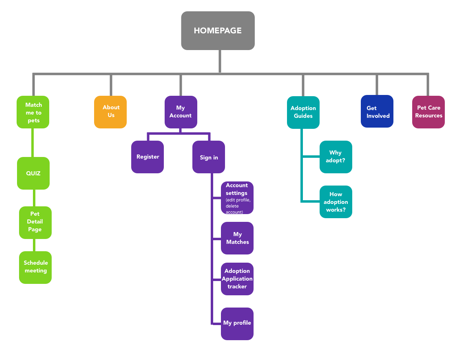 HOMEPAGE
Match
me to
pets
About
Us
My
Account
Adoption
Guides
Get
Involved
Pet Care
Resources
Register
Sign in
Why
adopt?
QUIZ
How
adoption
works?
Account
settings
(edit profile,
delete
account)
Pet
Detail
Page
My
Matches
Schedule
meeting
Adoption
Application
tracker
My profile